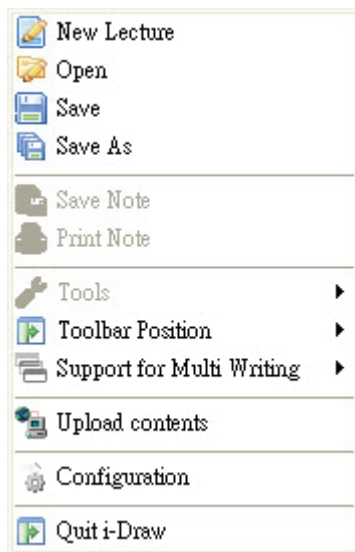 New Lecture
Open
Save
Save As
Save Note
Print Note
Tools
Toolbar Position
Support for Multi Writing
Upload contents
Configuration
Quit i-Draw